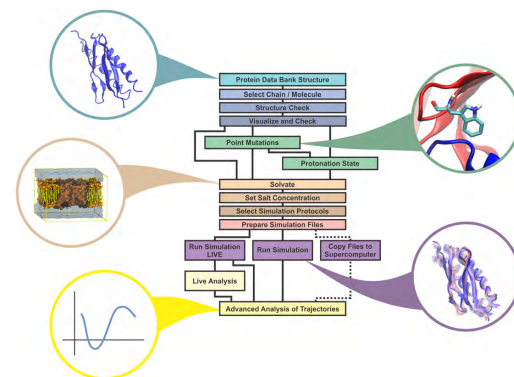 Protein Data Bank Structure
Select Chain / Molecule
Structure Check
Visualize and Check
Point Mutations
Protonation State
Solvate
Set Salt Concentration
Select Simulation Protocols
Prepare Simulation Files
Run Simulation
LIVE
Run Simulation
Copy Files to
Supercomputer
Live Analysis
Advanced Analysis of Trajectories